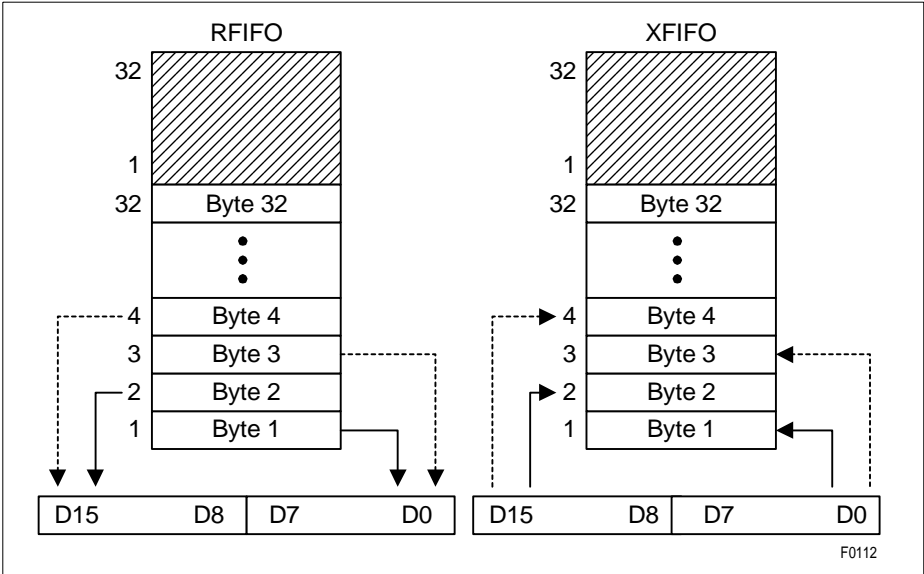 RFIFO XFIFO
32 32
1 1
32 Byte 32 32 Byte 32
4 Byte 4 4 Byte 4
3 Byte 3 3 Byte 3
2 Byte 2 2 Byte 2
1 Byte 1 1 Byte 1
D15 D8 D7 D0 D15 D8 D7 D0
F0112